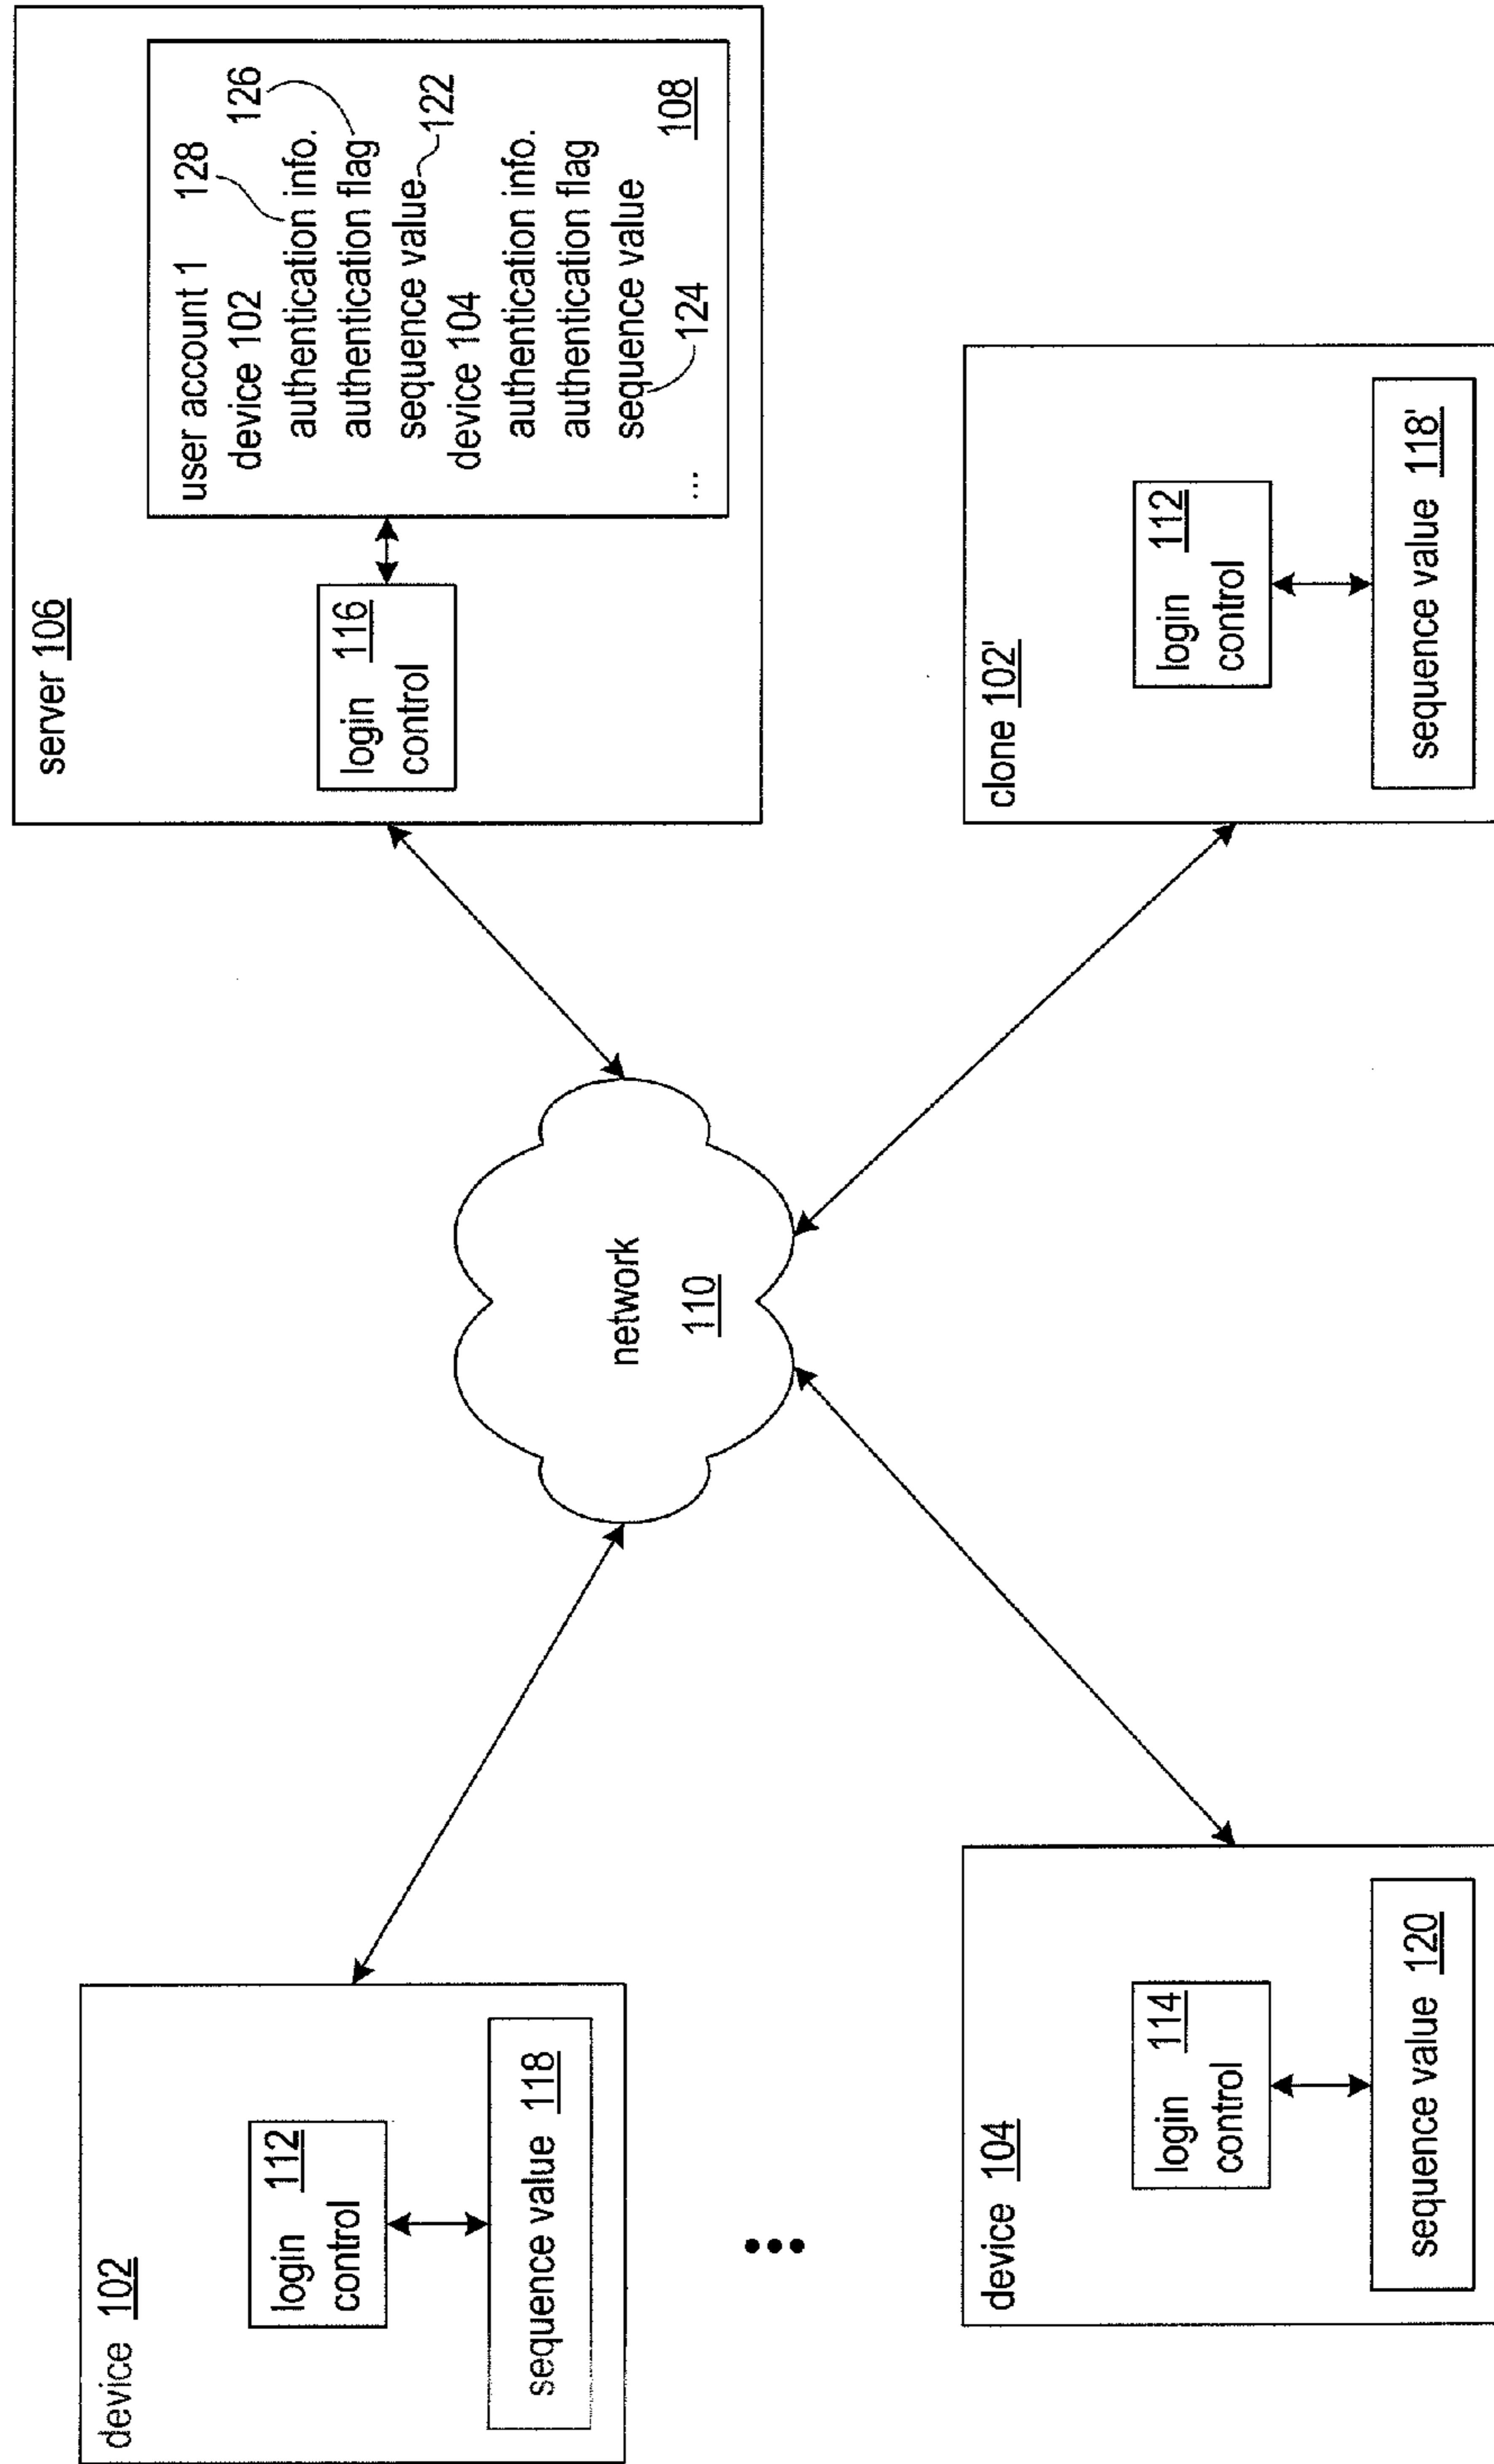 device 102
login 112
control
sequence value 118
device 104
login 114
control
sequence value 120
network
110
server 106
login 116
control
user account 1 128
device 102 126
authentication info.
authentication flag
sequence value 122
device 104
authentication info.
authentication flag
sequence value
124
... 108
clone 102'
login 112
control
sequence value 118'